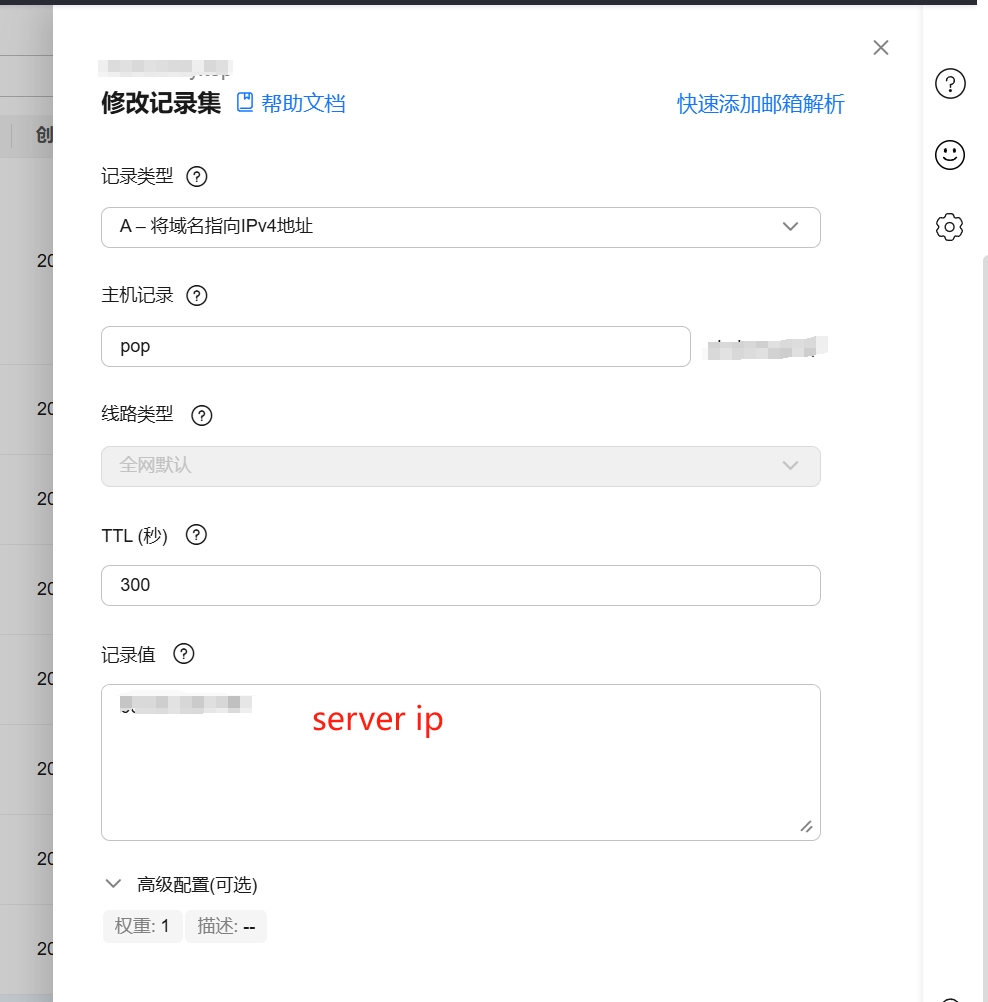 修改记录集 帮助文档 快速添加邮箱解析
创
记录类型
A – 将域名指向IPv4地址
主机记录
20
pop
线路类型
20
全网默认
20
TTL (秒)
300
20
记录值
20
server ip
20
20
高级配置(可选)
权重: 1 描述: --
20